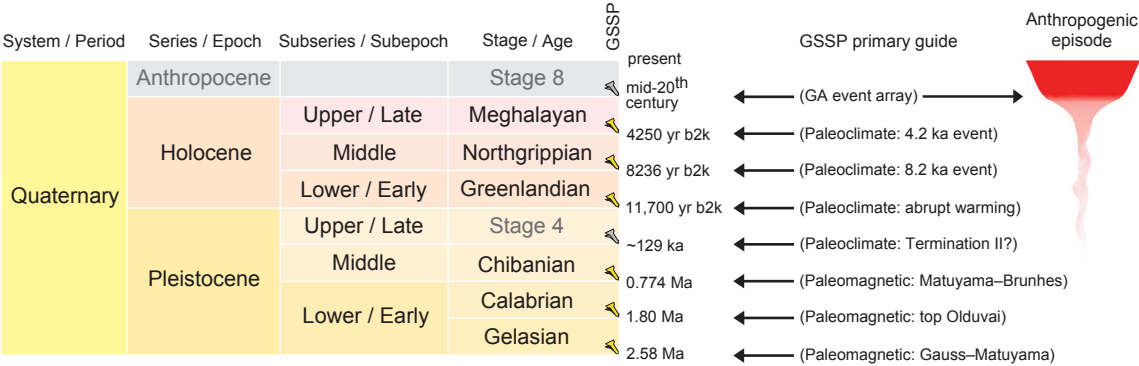 System / Period Series / Epoch Subseries / Subepoch Stage / Age GSSP GSSP primary guide Anthropogenic
episode
present
Anthropocene Stage 8
mid-20th
century
(GA event array)
Upper / Late Meghalayan
4250 yr b2k (Paleoclimate: 4.2 ka event)
Holocene Middle Northgrippian
8236 yr b2k (Paleoclimate: 8.2 ka event)
Quaternary
Lower / Early Greenlandian
11,700 yr b2k (Paleoclimate: abrupt warming)
Upper / Late Stage 4
~129 ka (Paleoclimate: Termination II?)
Pleistocene Middle Chibanian
0.774 Ma (Paleomagnetic: Matuyama–Brunhes)
Lower / Early Calabrian
1.80 Ma (Paleomagnetic: top Olduvai)
Gelasian
2.58 Ma (Paleomagnetic: Gauss–Matuyama)